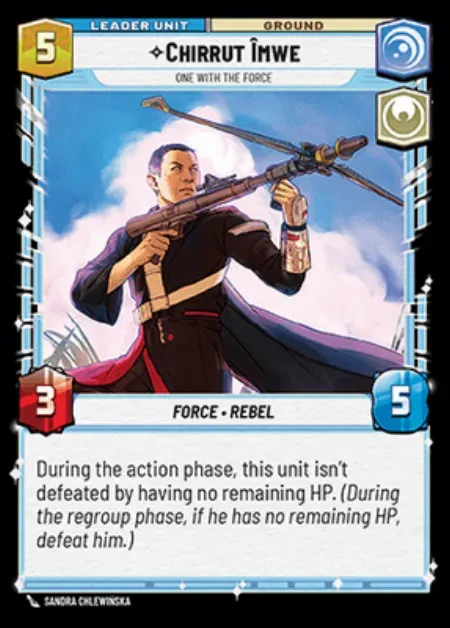 LEADER UNIT
GROUND
5
✧CHIRRUT ÎMWE
ONE WITH THE FORCE
3
FORCE • REBEL
5
During the action phase, this unit isn't
defeated by having no remaining HP. (During
the regroup phase, if he has no remaining HP,
defeat him.)
SANDRA CHLEWIŃSKA